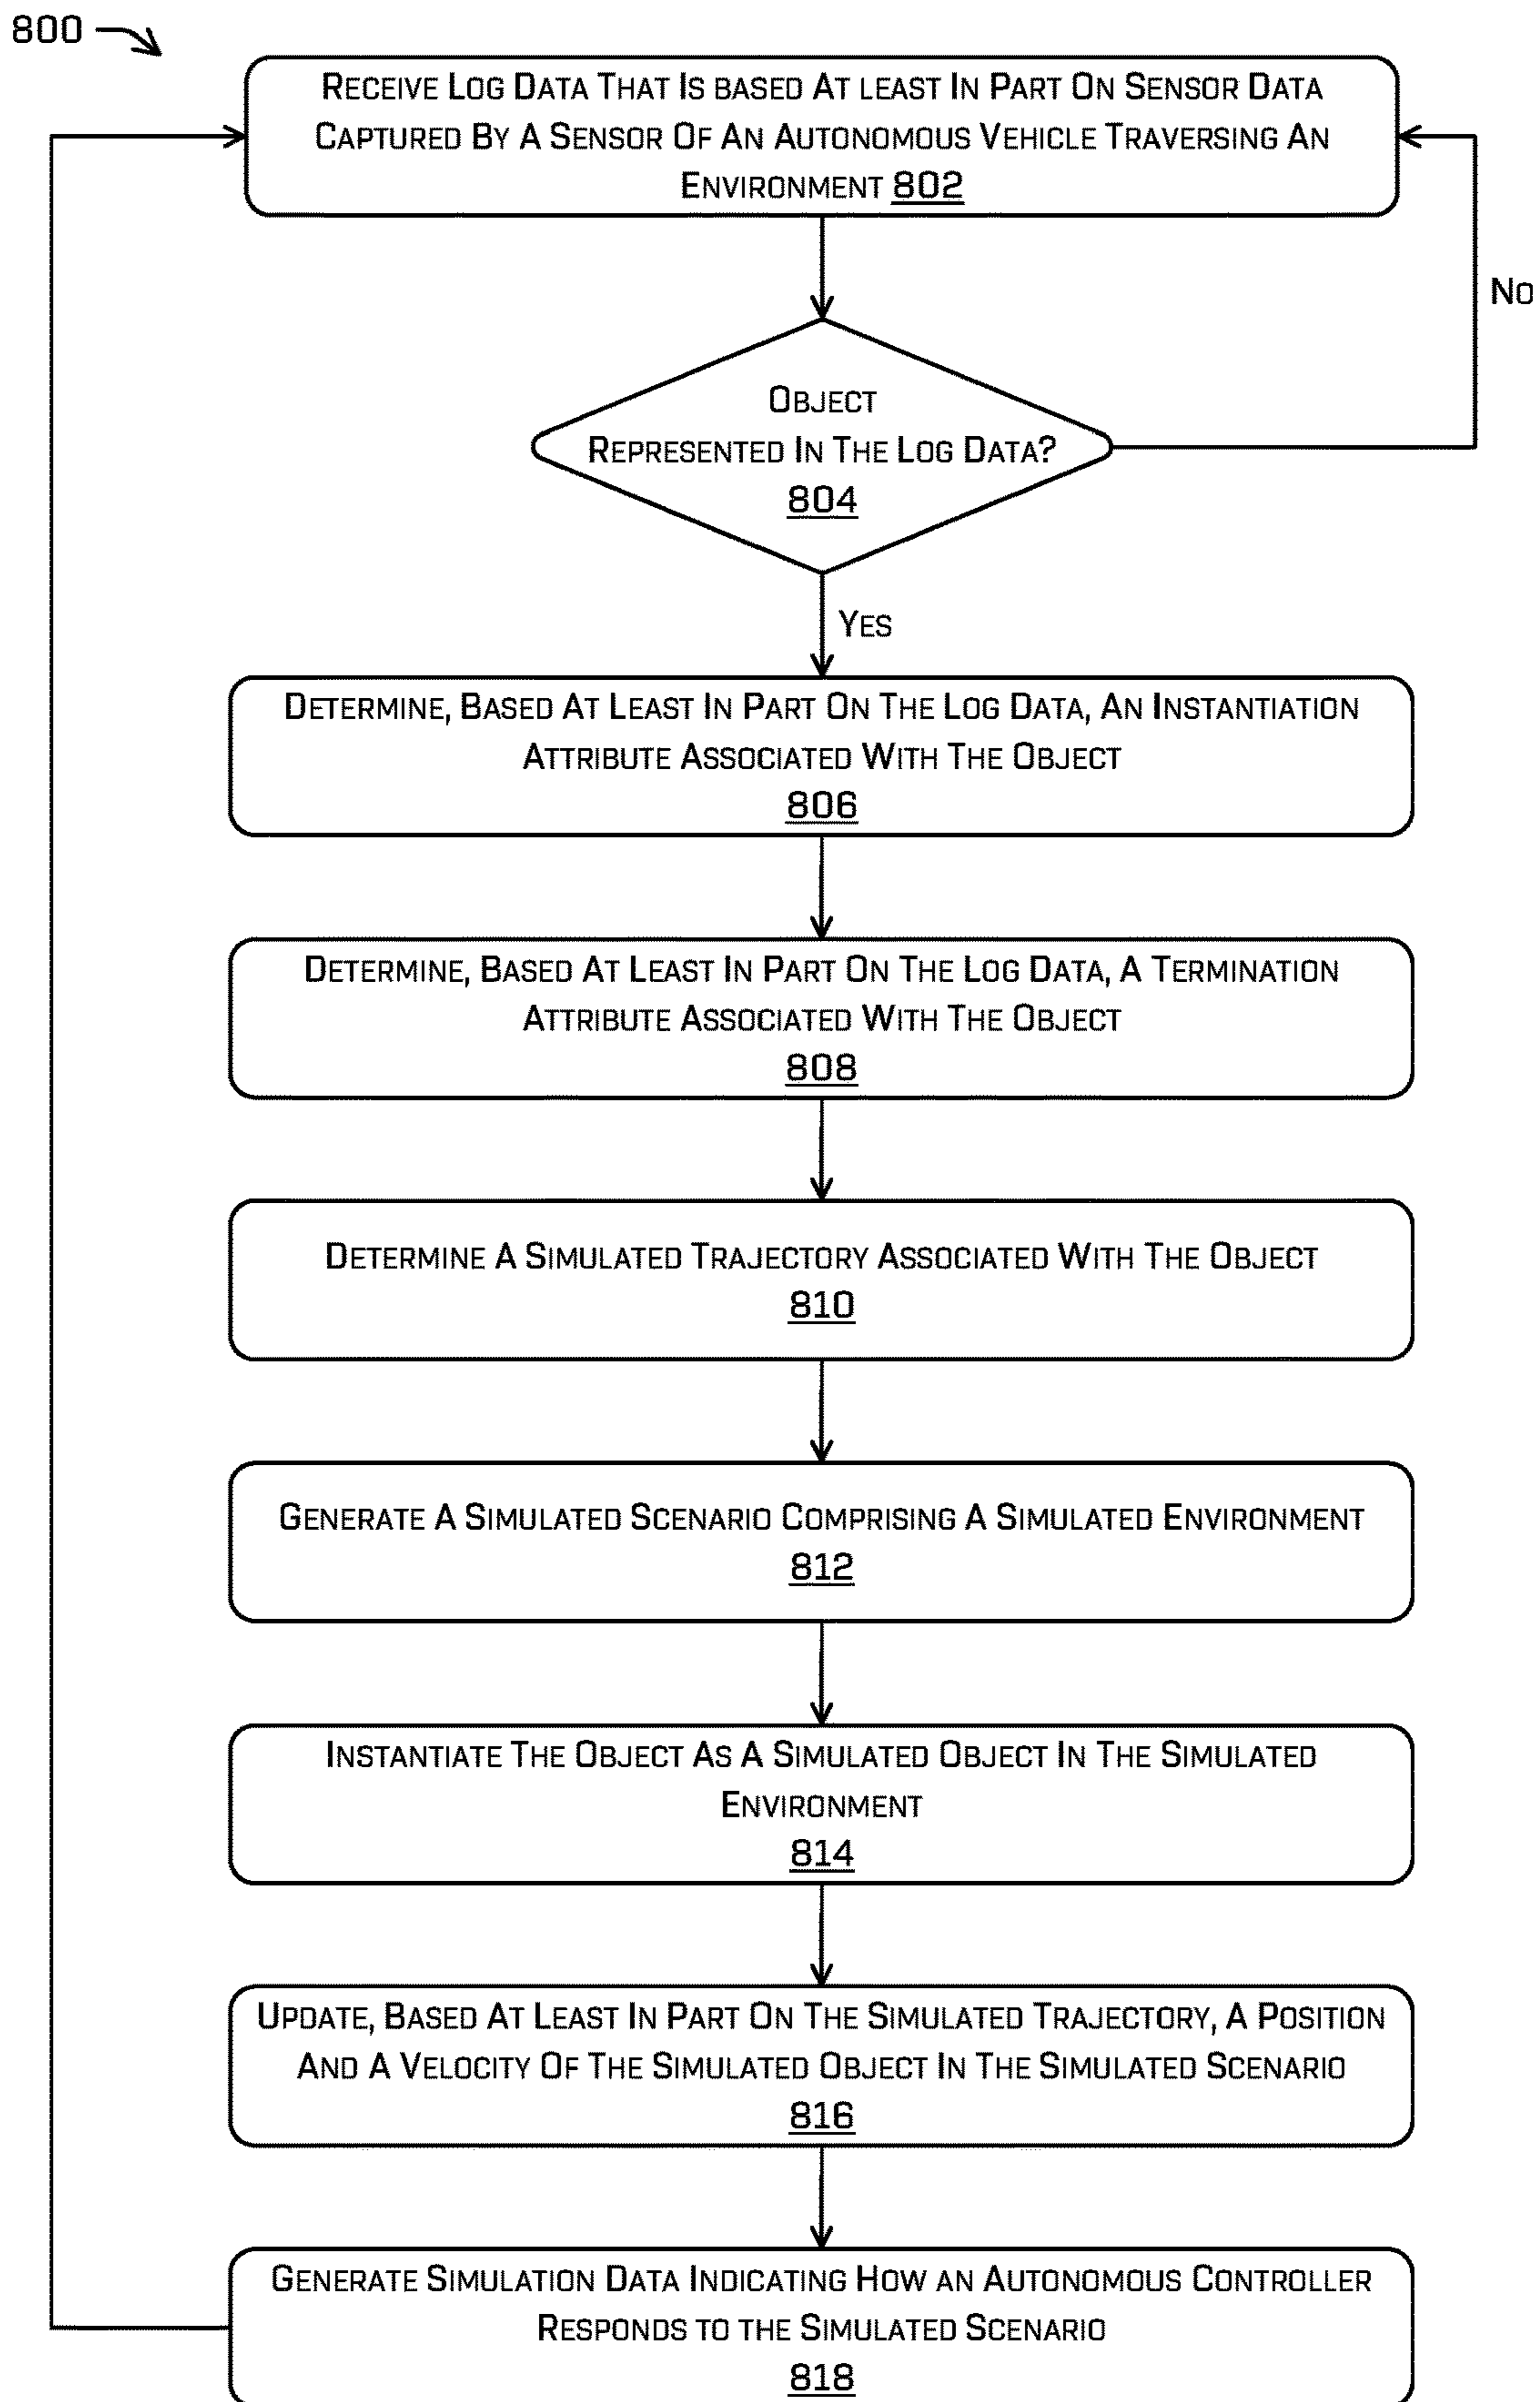 800
Receive Log Data That Is based At least In Part On Sensor Data
Captured By A Sensor Of An Autonomous Vehicle Traversing An
Environment 802
No
Object
Represented In The Log Data?
804
Yes
Determine, Based At Least In Part On The Log Data, An Instantiation
Attribute Associated With The Object
806
Determine, Based At Least In Part On The Log Data, A Termination
Attribute Associated With The Object
808
Determine A Simulated Trajectory Associated With The Object
810
Generate A Simulated Scenario Comprising A Simulated Environment
812
Instantiate The Object As A Simulated Object In The Simulated
Environment
814
Update, Based At Least In Part On The Simulated Trajectory, A Position
And A Velocity Of The Simulated Object In The Simulated Scenario
816
Generate Simulation Data Indicating How an Autonomous Controller
Responds to the Simulated Scenario
818